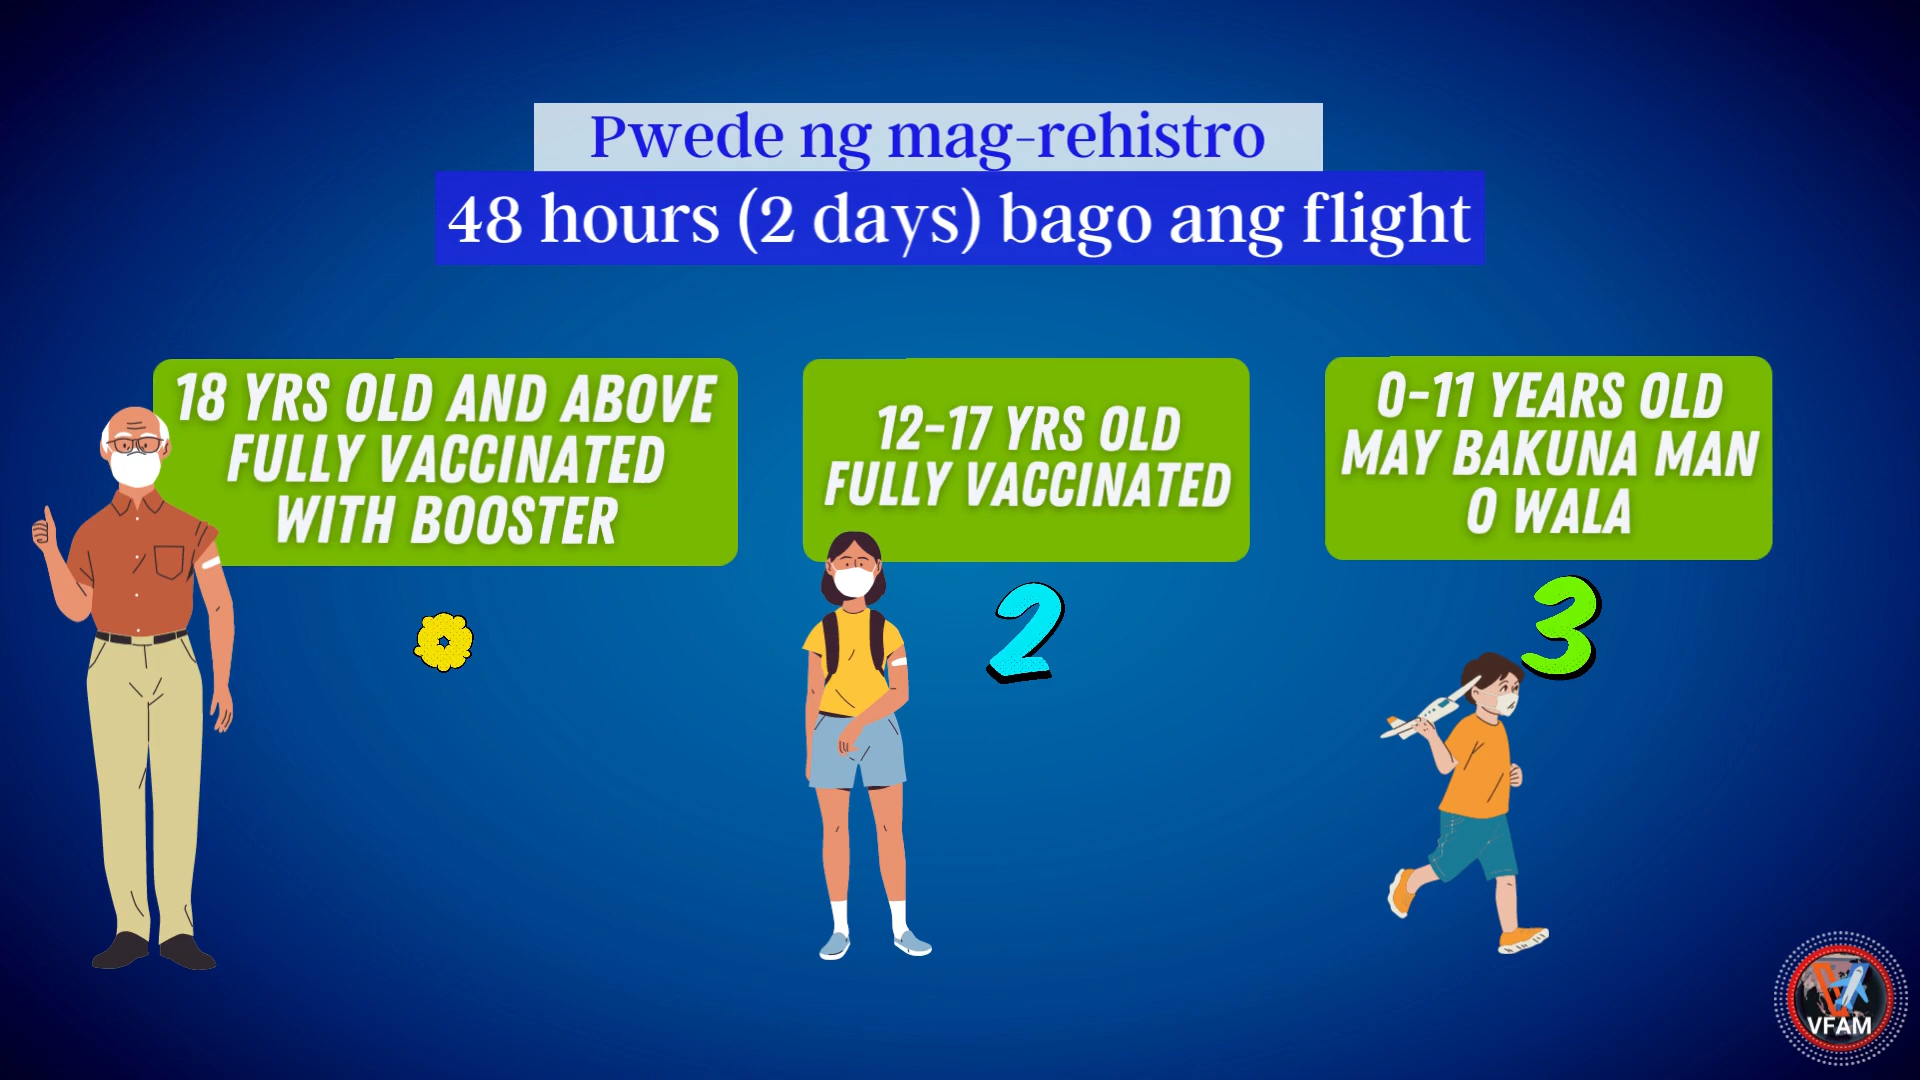 Pwede ng mag-rehistro
48 hours (2 days) bago ang flight
18 YRS OLD AND ABOVE
FULLY VACCINATED
WITH BOOSTER
12-17 YRS OLD
FULLY VACCINATED
0-11 YEARS OLD
MAY BAKUNA MAN
O WALA
2
3
VFAM